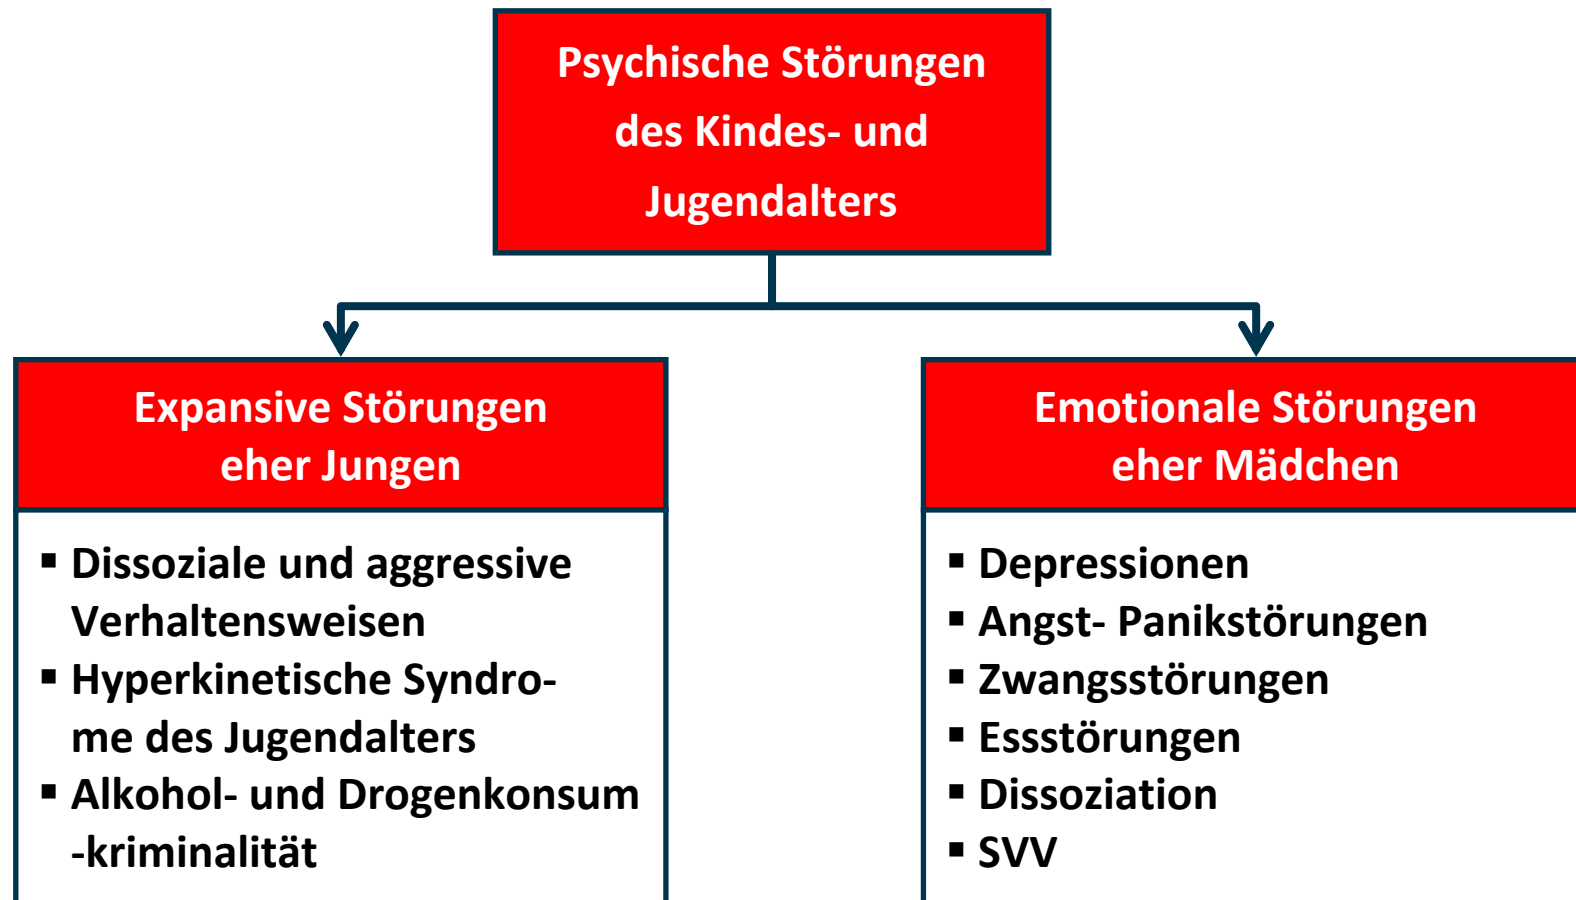 Psychische Störungen
des Kindes- und
Jugendalters
Expansive Störungen
eher Jungen
▪ Dissoziale und aggressive
Verhaltensweisen
▪ Hyperkinetische Syndro-
me des Jugendalters
▪ Alkohol- und Drogenkonsum
-kriminalität
Emotionale Störungen
eher Mädchen
▪ Depressionen
▪ Angst- Panikstörungen
▪ Zwangsstörungen
▪ Essstörungen
▪ Dissoziation
▪ SVV